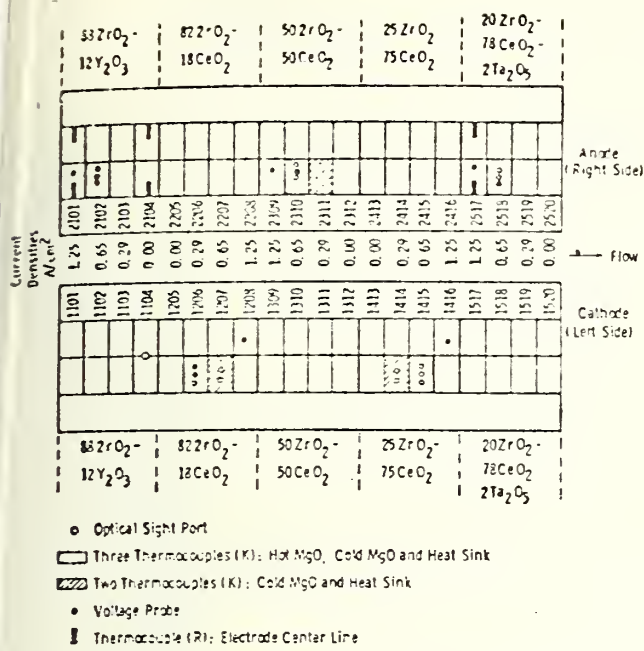 88ZrO₂- 82ZrO₂- 50ZrO₂- 25ZrO₂ 20ZrO₂-
12Y₂O₃ 18CeO₂ 50CeO₂ 75CeO₂ 78CeO₂-
2Ta₂O₅
Anode
(Right Side)
2101 2102 2103 2104 2205 2206 2207 2208 2309 2310 2311 2312 2413 2414 2415 2416 2517 2518 2519 2520
Current
Densities
A/cm²
1.25 0.65 0.29 0.00 0.00 0.29 0.65 1.25 1.25 0.65 0.29 0.00 0.00 0.29 0.65 1.25 1.25 0.65 0.29 0.00
Flow
1101 1102 1103 1104 1205 1206 1207 1208 1309 1310 1311 1312 1413 1414 1415 1416 1517 1518 1519 1520
Cathode
(Left Side)
88ZrO₂- 82ZrO₂- 50ZrO₂- 25ZrO₂- 20ZrO₂-
12Y₂O₃ 18CeO₂ 50CeO₂ 75CeO₂ 78CeO₂
2Ta₂O₅
Optical Sight Port
Three Thermocouples (K): Hot MgO, Cold MgO and Heat Sink
Two Thermocouples (K): Cold MgO and Heat Sink
Voltage Probe
Thermocouple (R): Electrode Center Line